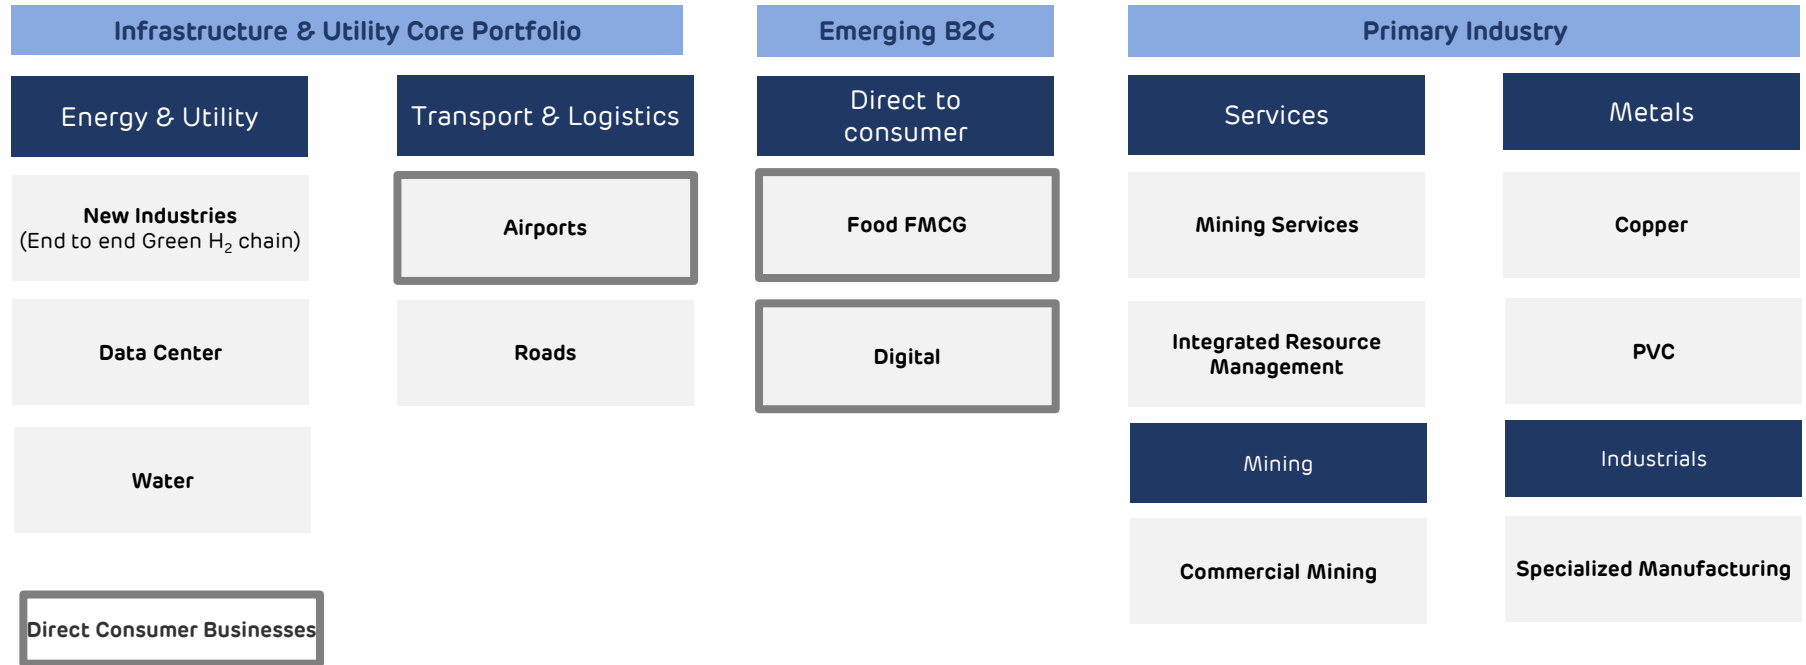 Infrastructure & Utility Core Portfolio
Energy & Utility
New Industries
(End to end Green H₂ chain)
Data Center
Water
Transport & Logistics
Airports
Roads
Emerging B2C
Direct to
consumer
Food FMCG
Digital
Primary Industry
Services
Mining Services
Integrated Resource
Management
Mining
Commercial Mining
Metals
Copper
PVC
Industrials
Specialized Manufacturing
Direct Consumer Businesses